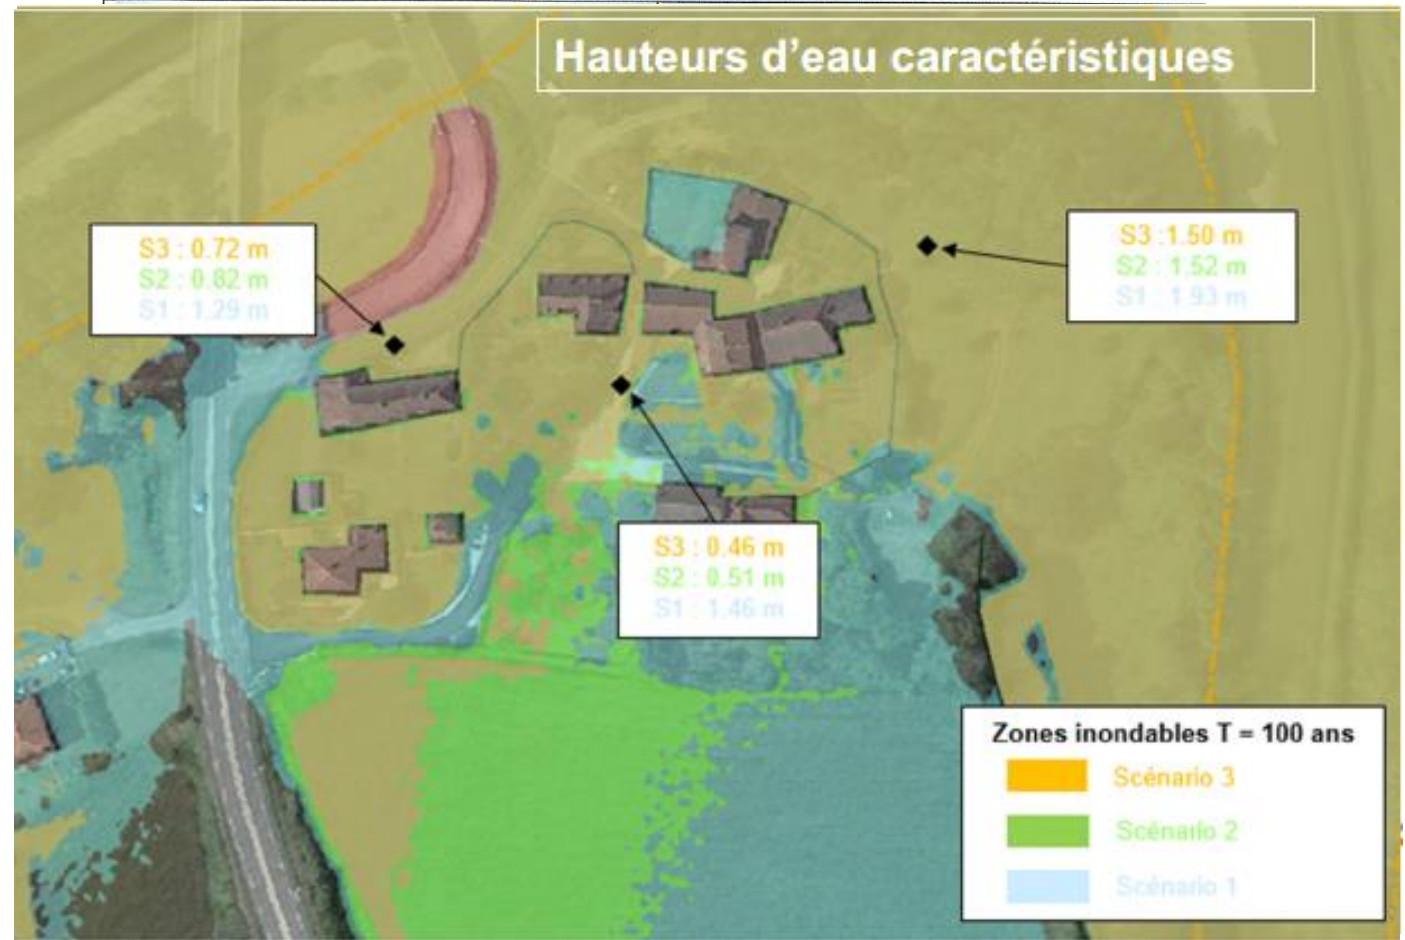 Hauteurs d'eau caractéristiques
S3 : 0.72 m
S2 : 0.82 m
S1 : 1.29 m
S3 :1.50 m
S2 : 1.52 m
S1 : 1.93 m
S3 : 0.46 m
S2 : 0.51 m
S1 : 1.46 m
Zones inondables T = 100 ans
Scénario 3
Scénario 2
Scénario 1